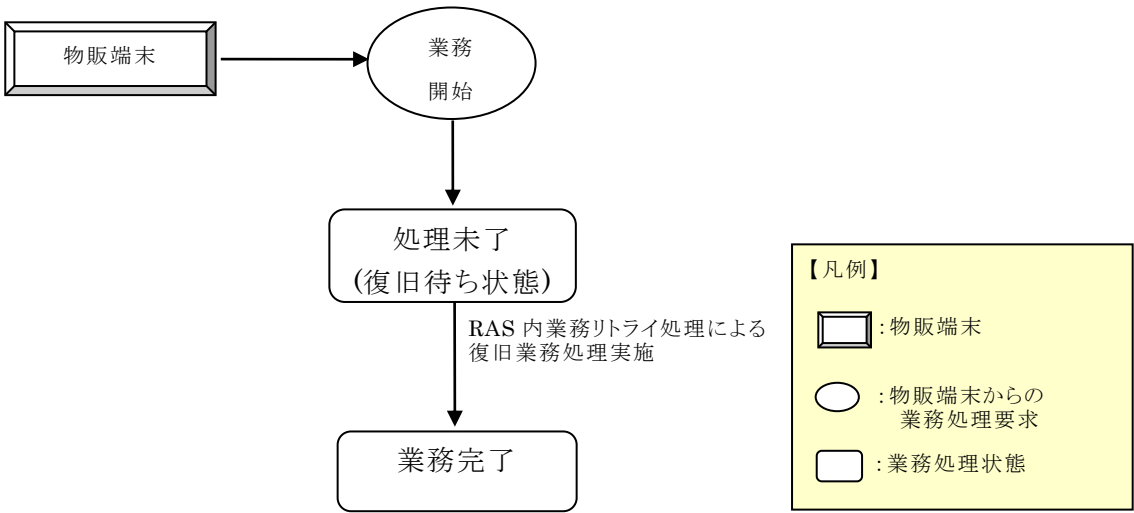 物販端末
業務
開始
処理未了
(復旧待ち状態)
RAS 内業務リトライ処理による
復旧業務処理実施
業務完了
【凡例】
:物販端末
:物販端末からの
業務処理要求
:業務処理状態